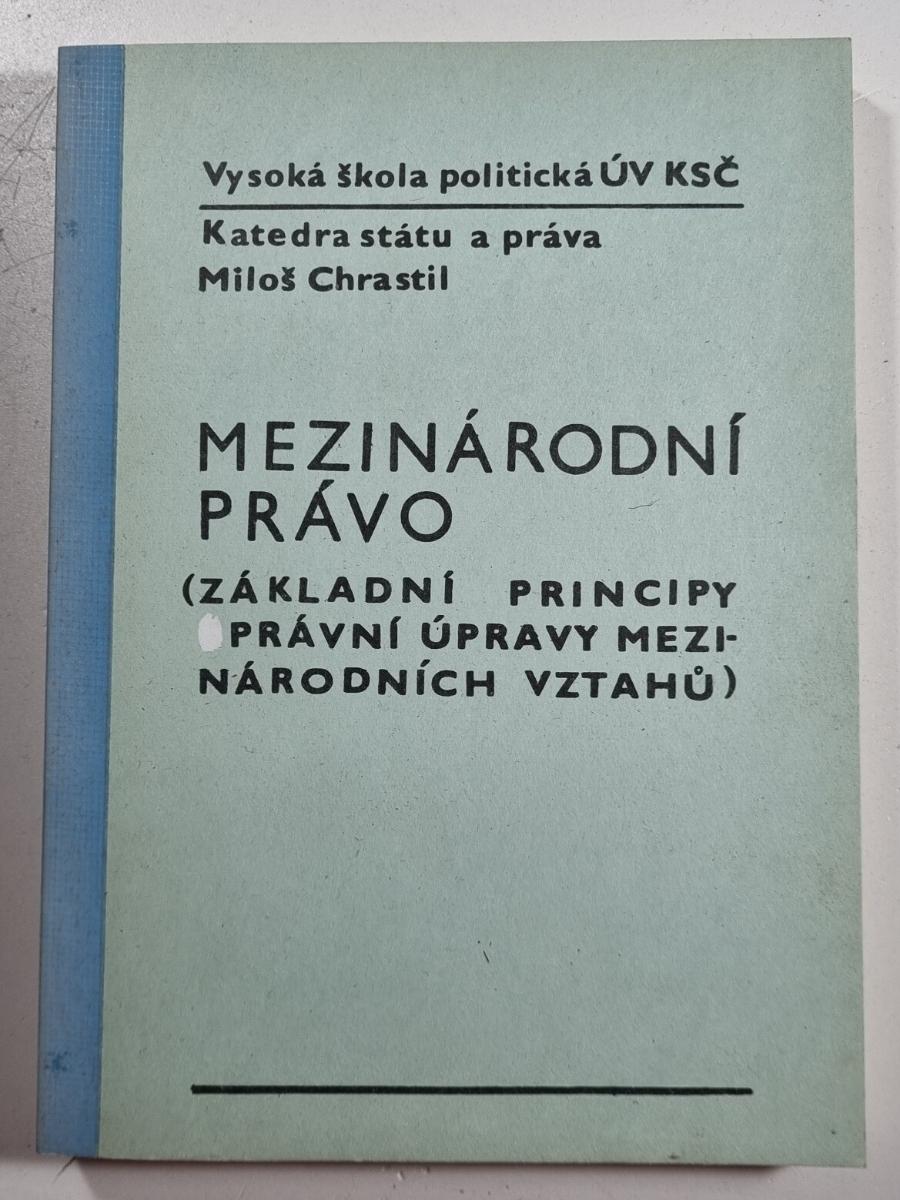 Vysoká škola politická ÚV KSČ
Katedra státu a práva
Miloš Chrastil
MEZINÁRODNÍ
PRÁVO
(ZÁKLADNÍ PRINCIPY
PRÁVNÍ ÚPRAVY MEZI-
NÁRODNÍCH VZTAHŮ)